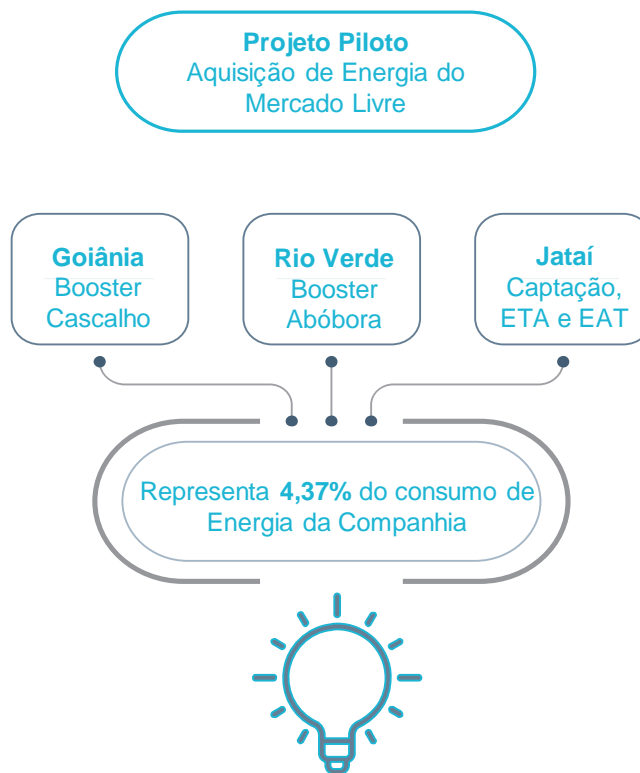 Projeto Piloto
Aquisição de Energia do
Mercado Livre
Goiânia
Booster
Cascalho
Rio Verde
Booster
Abóbora
Jataí
Captação,
ETA e EAT
Representa 4,37% do consumo de
Energia da Companhia